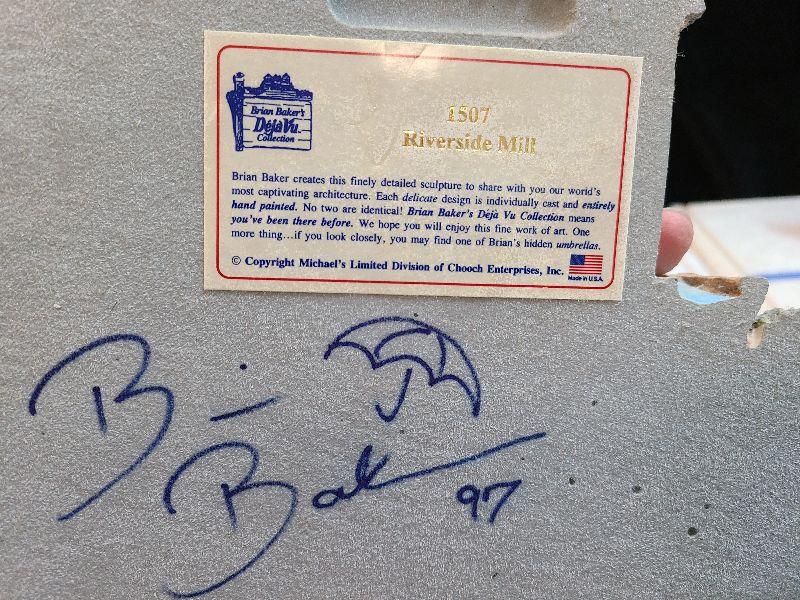 Brian Baker's
Déjà Vu
Collection
1507
Riverside Mill
Brian Baker creates this finely detailed sculpture to share with you our world's
most captivating architecture. Each delicate design is individually cast and entirely
hand painted. No two are identical! Brian Baker's Déjà Vu Collection means
you've been there before. We hope you will enjoy this fine work of art. One
more thing...if you look closely, you may find one of Brian's hidden umbrellas.
© Copyright Michael's Limited Division of Chooch Enterprises, Inc.
Made in U.S.A.
Brian
Baker 97